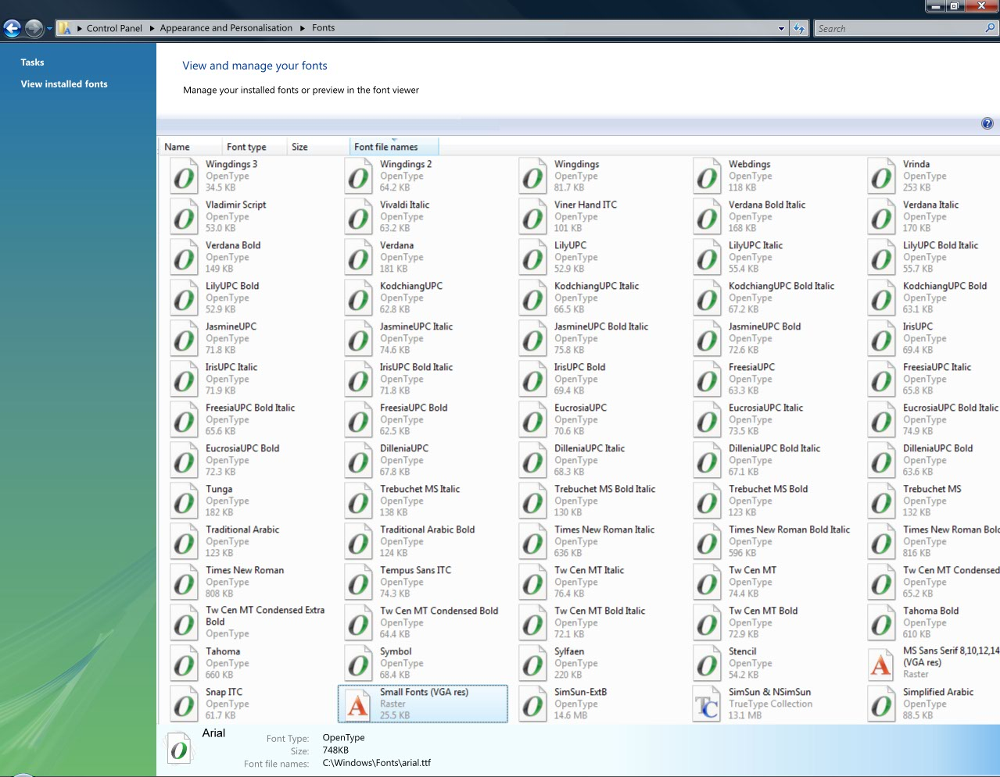 Control Panel ▸ Appearance and Personalisation ▸ Fonts
Search
Tasks
View installed fonts
View and manage your fonts
Manage your installed fonts or preview in the font viewer
Name Font type Size Font file names
Wingdings 3 Wingdings 2 Wingdings Webdings Vrinda
OpenType OpenType OpenType OpenType OpenType
34.5 KB 64.2 KB 81.7 KB 118 KB 253 KB
Vladimir Script Vivaldi Italic Viner Hand ITC Verdana Bold Italic Verdana Italic
OpenType OpenType OpenType OpenType OpenType
53.0 KB 63.2 KB 101 KB 168 KB 170 KB
Verdana Bold Verdana LilyUPC LilyUPC Italic LilyUPC Bold Italic
OpenType OpenType OpenType OpenType OpenType
149 KB 181 KB 52.9 KB 55.4 KB 55.7 KB
LilyUPC Bold KodchiangUPC KodchiangUPC Italic KodchiangUPC Bold Italic KodchiangUPC Bold
OpenType OpenType OpenType OpenType OpenType
52.9 KB 62.8 KB 66.5 KB 67.2 KB 63.1 KB
JasmineUPC JasmineUPC Italic JasmineUPC Bold Italic JasmineUPC Bold IrisUPC
OpenType OpenType OpenType OpenType OpenType
71.8 KB 74.6 KB 75.8 KB 72.6 KB 69.4 KB
IrisUPC Italic IrisUPC Bold Italic IrisUPC Bold FreesiaUPC FreesiaUPC Italic
OpenType OpenType OpenType OpenType OpenType
71.9 KB 71.8 KB 69.4 KB 63.3 KB 65.8 KB
FreesiaUPC Bold Italic FreesiaUPC Bold EucrosiaUPC EucrosiaUPC Italic EucrosiaUPC Bold Italic
OpenType OpenType OpenType OpenType OpenType
65.6 KB 62.5 KB 70.6 KB 73.5 KB 74.9 KB
EucrosiaUPC Bold DilleniaUPC DilleniaUPC Italic DilleniaUPC Bold Italic DilleniaUPC Bold
OpenType OpenType OpenType OpenType OpenType
72.3 KB 67.8 KB 68.3 KB 67.1 KB 63.6 KB
Tunga Trebuchet MS Italic Trebuchet MS Bold Italic Trebuchet MS Bold Trebuchet MS
OpenType OpenType OpenType OpenType OpenType
182 KB 138 KB 130 KB 123 KB 132 KB
Traditional Arabic Traditional Arabic Bold Times New Roman Italic Times New Roman Bold Italic Times New Roman Bold
OpenType OpenType OpenType OpenType OpenType
123 KB 124 KB 636 KB 596 KB 816 KB
Times New Roman Tempus Sans ITC Tw Cen MT Italic Tw Cen MT Tw Cen MT Condensed
OpenType OpenType OpenType OpenType OpenType
808 KB 74.3 KB 76.4 KB 74.4 KB 65.2 KB
Tw Cen MT Condensed Extra Bold Tw Cen MT Condensed Bold Tw Cen MT Bold Italic Tw Cen MT Bold Tahoma Bold
OpenType OpenType OpenType OpenType OpenType
64.4 KB 72.1 KB 72.9 KB 610 KB
Tahoma Symbol Sylfaen Stencil MS Sans Serif 8,10,12,14 (VGA res)
OpenType OpenType OpenType OpenType Raster
660 KB 68.4 KB 220 KB 54.2 KB
Snap ITC Small Fonts (VGA res) SimSun-ExtB SimSun & NSimSun Simplified Arabic
OpenType Raster OpenType TrueType Collection OpenType
61.7 KB 25.5 KB 14.6 MB 13.1 MB 88.5 KB
Arial
Font Type: OpenType
Size: 748KB
Font file names: C:\Windows\Fonts\arial.ttf